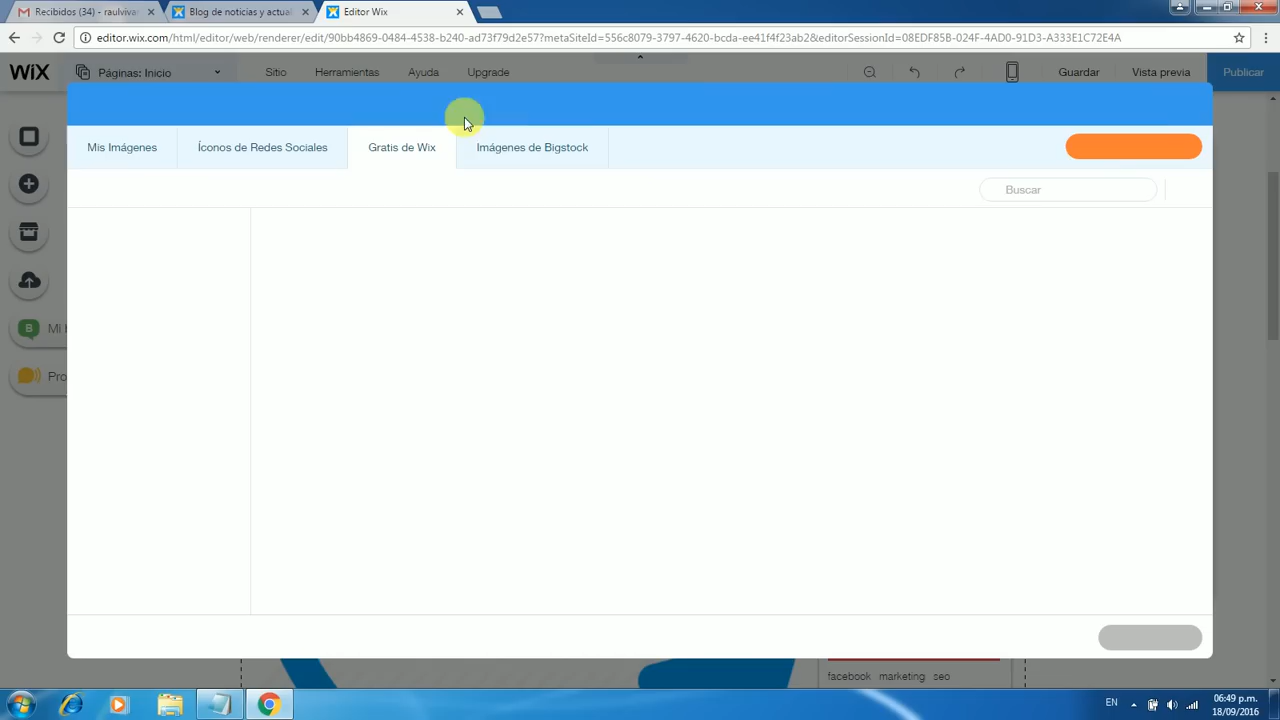 Recibidos (34) - raulviva
Blog de noticias y actual
Editor Wix
editor.wix.com/html/editor/web/renderer/edit/90bb4869-0484-4538-b240-ad73f79d2e57?metaSiteId=556c8079-3797-4620-bcda-ee41f4f23ab2&editorSessionId=08EDF85B-024F-4AD0-91D3-A333E1C72E4A
WiX
Páginas: Inicio
Sitio
Herramientas
Ayuda
Upgrade
Guardar
Vista previa
Publicar
Mis Imágenes
Íconos de Redes Sociales
Gratis de Wix
Imágenes de Bigstock
Buscar
B
Mi
Pro
facebook marketing seo
EN
06:49 p.m.
18/09/2016